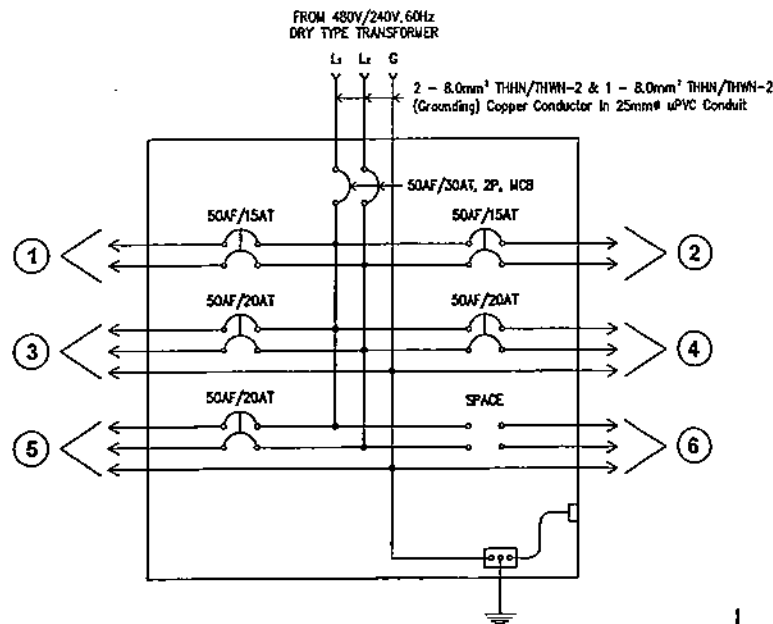 FROM 480V/240V,60Hz
DRY TYPE TRANSFORMER
L₁ L₂ G
2 - 8.0mm² THHN/THWN-2 & 1 - 8.0mm² THHN/THWN-2
(Grounding) Copper Conductor In 25mmø uPVC Conduit
50AF/30AT, 2P, MCB
50AF/15AT
50AF/15AT
1
2
50AF/20AT
50AF/20AT
3
4
50AF/20AT
SPACE
5
6